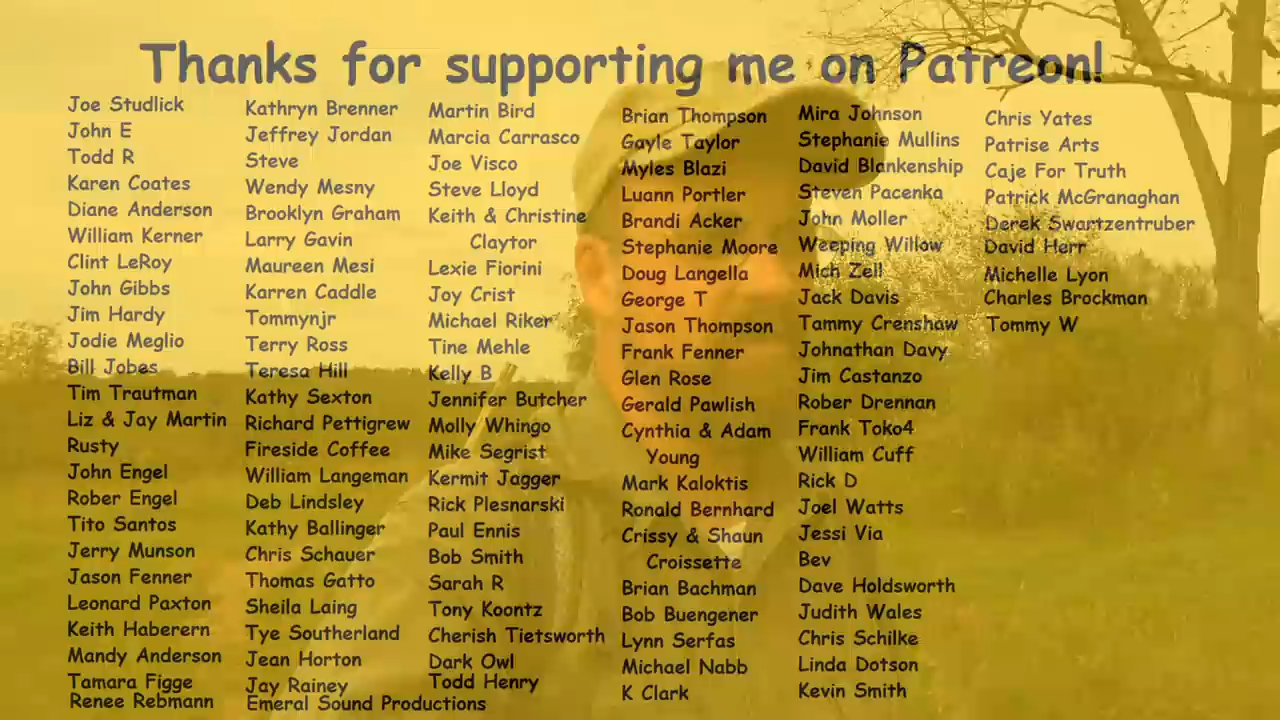 Thanks for supporting me on Patreon!
Joe Studlick
John E
Todd R
Karen Coates
Diane Anderson
William Kerner
Clint LeRoy
John Gibbs
Jim Hardy
Jodie Meglio
Bill Jobes
Tim Trautman
Liz & Jay Martin
Rusty
John Engel
Rober Engel
Tito Santos
Jerry Munson
Jason Fenner
Leonard Paxton
Keith Haberern
Mandy Anderson
Tamara Figge
Renee Rebmann
Kathryn Brenner
Jeffrey Jordan
Steve
Wendy Mesny
Brooklyn Graham
Larry Gavin
Maureen Mesi
Karren Caddle
Tommynjr
Terry Ross
Teresa Hill
Kathy Sexton
Richard Pettigrew
Fireside Coffee
William Langeman
Deb Lindsley
Kathy Ballinger
Chris Schauer
Thomas Gatto
Sheila Laing
Tye Southerland
Jean Horton
Jay Rainey
Emeral Sound Productions
Martin Bird
Marcia Carrasco
Joe Visco
Steve Lloyd
Keith & Christine
Claytor
Lexie Fiorini
Joy Crist
Michael Riker
Tine Mehle
Kelly B
Jennifer Butcher
Molly Whingo
Mike Segrist
Kermit Jagger
Rick Plesnarski
Paul Ennis
Bob Smith
Sarah R
Tony Koontz
Cherish Tietsworth
Dark Owl
Todd Henry
Brian Thompson
Gayle Taylor
Myles Blazi
Luann Portler
Brandi Acker
Stephanie Moore
Doug Langella
George T
Jason Thompson
Frank Fenner
Glen Rose
Gerald Pawlish
Cynthia & Adam
Young
Mark Kaloktis
Ronald Bernhard
Crissy & Shaun
Croissette
Brian Bachman
Bob Buengener
Lynn Serfas
Michael Nabb
K Clark
Mira Johnson
Stephanie Mullins
David Blankenship
Steven Pacenka
John Moller
Weeping Willow
Mich Zell
Jack Davis
Tammy Crenshaw
Johnathan Davy
Jim Castanzo
Rober Drennan
Frank Toko4
William Cuff
Rick D
Joel Watts
Jessi Via
Bev
Dave Holdsworth
Judith Wales
Chris Schilke
Linda Dotson
Kevin Smith
Chris Yates
Patrise Arts
Caje For Truth
Patrick McGranaghan
Derek Swartzentruber
David Herr
Michelle Lyon
Charles Brockman
Tommy W